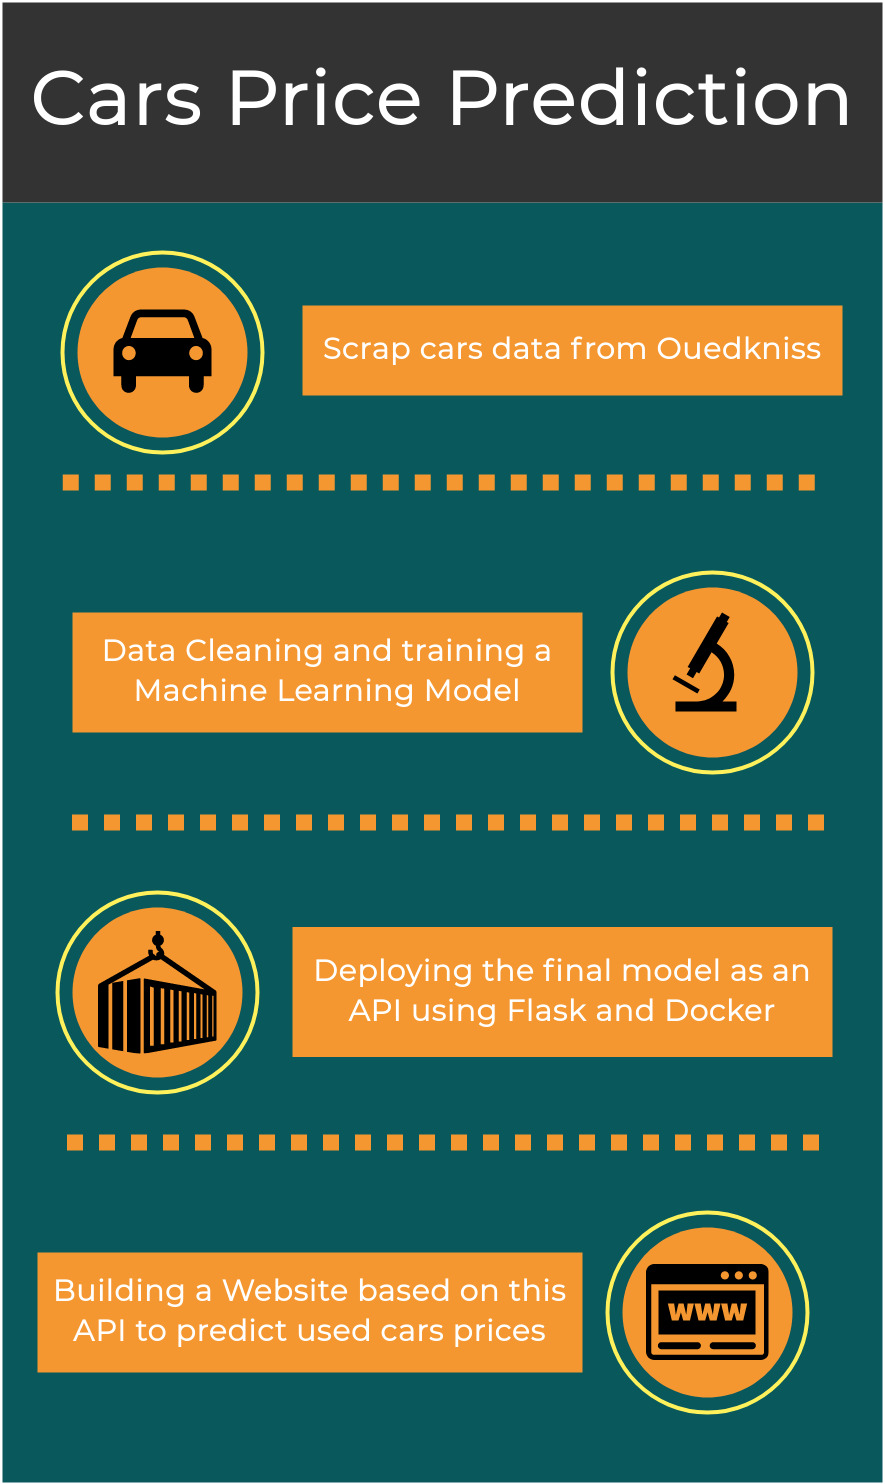 Cars Price Prediction
Scrap cars data from Ouedkniss
Data Cleaning and training a
Machine Learning Model
Deploying the final model as an
API using Flask and Docker
Building a Website based on this
API to predict used cars prices
www